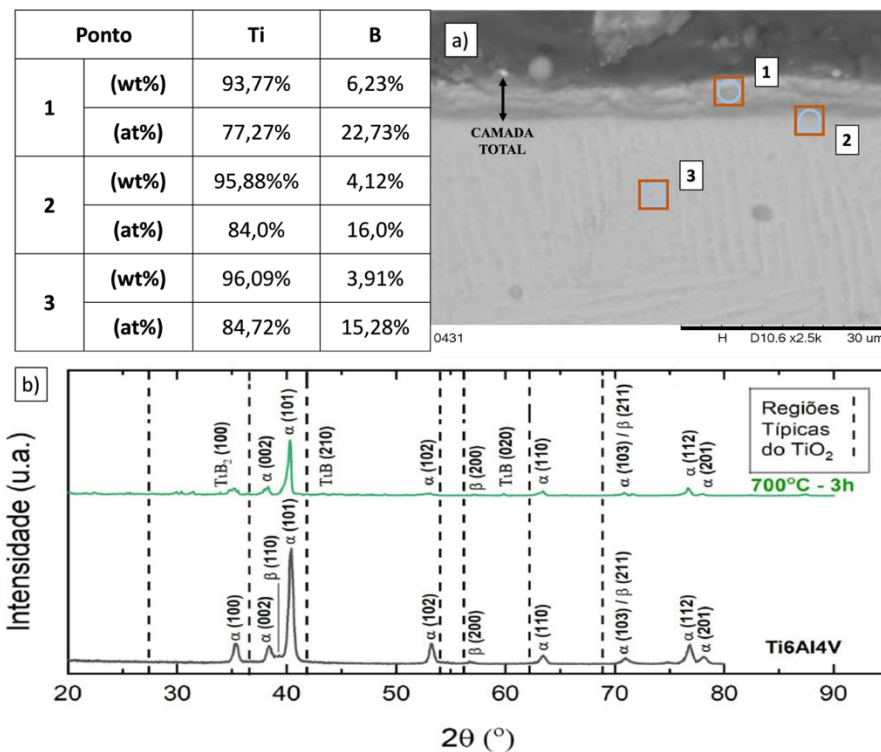 Ponto Ti B
1 (wt%) 93,77% 6,23%
(at%) 77,27% 22,73%
2 (wt%) 95,88%% 4,12%
(at%) 84,0% 16,0%
3 (wt%) 96,09% 3,91%
(at%) 84,72% 15,28%
a)
1
2
3
CAMADA
TOTAL
0431 H D10.6 x2.5k 30 um
b)
Intensidade (u.a.)
TiB₂ (100)
α (002)
α (101)
TiB (210)
α (102)
β (200)
TiB (020)
α (110)
α (103) / β (211)
α (112)
α (201)
Regiões
Típicas
do TiO₂
700°C - 3h
α (100)
α (002)
β (110)
α (101)
α (102)
β (200)
α (110)
α (103) / β (211)
α (112)
α (201)
Ti6Al4V
20 30 40 50 60 70 80 90
2θ (°)